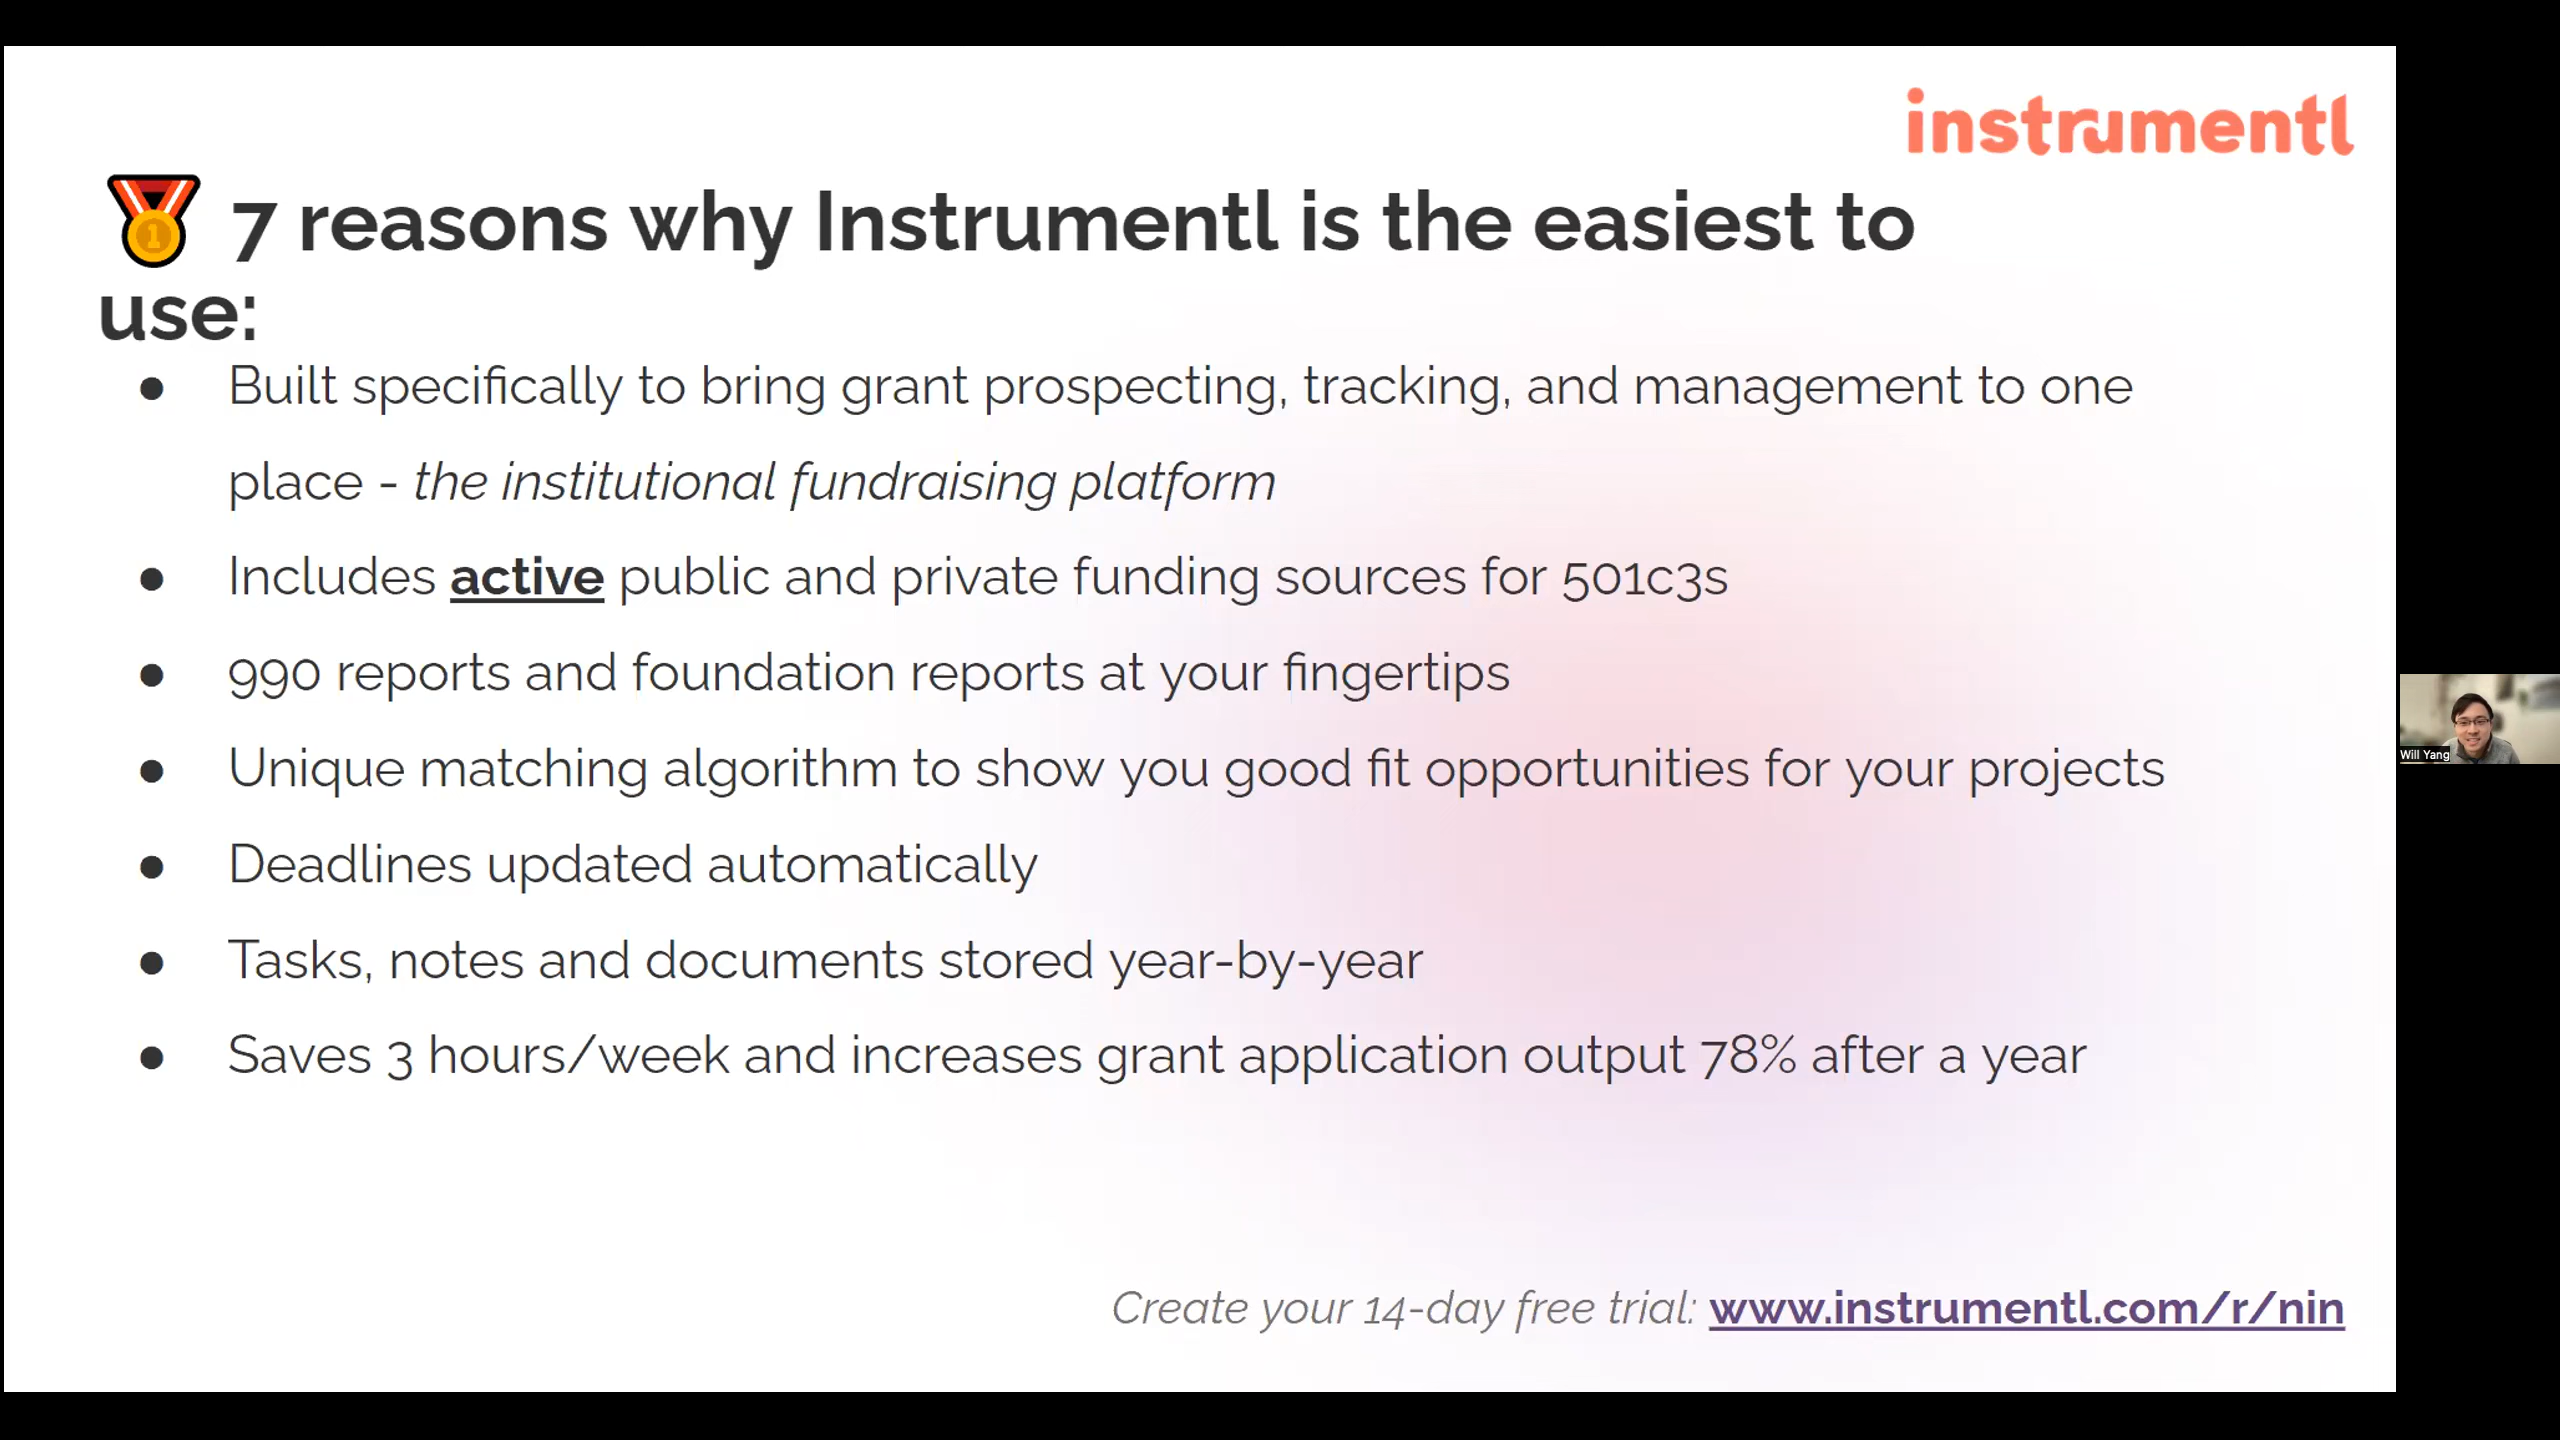 instrumentl
7 reasons why Instrumentl is the easiest to
use:
● Built specifically to bring grant prospecting, tracking, and management to one
place - the institutional fundraising platform
● Includes active public and private funding sources for 501c3s
● 990 reports and foundation reports at your fingertips
● Unique matching algorithm to show you good fit opportunities for your projects
● Deadlines updated automatically
● Tasks, notes and documents stored year-by-year
● Saves 3 hours/week and increases grant application output 78% after a year
Create your 14-day free trial: www.instrumentl.com/r/nin
Will Yang